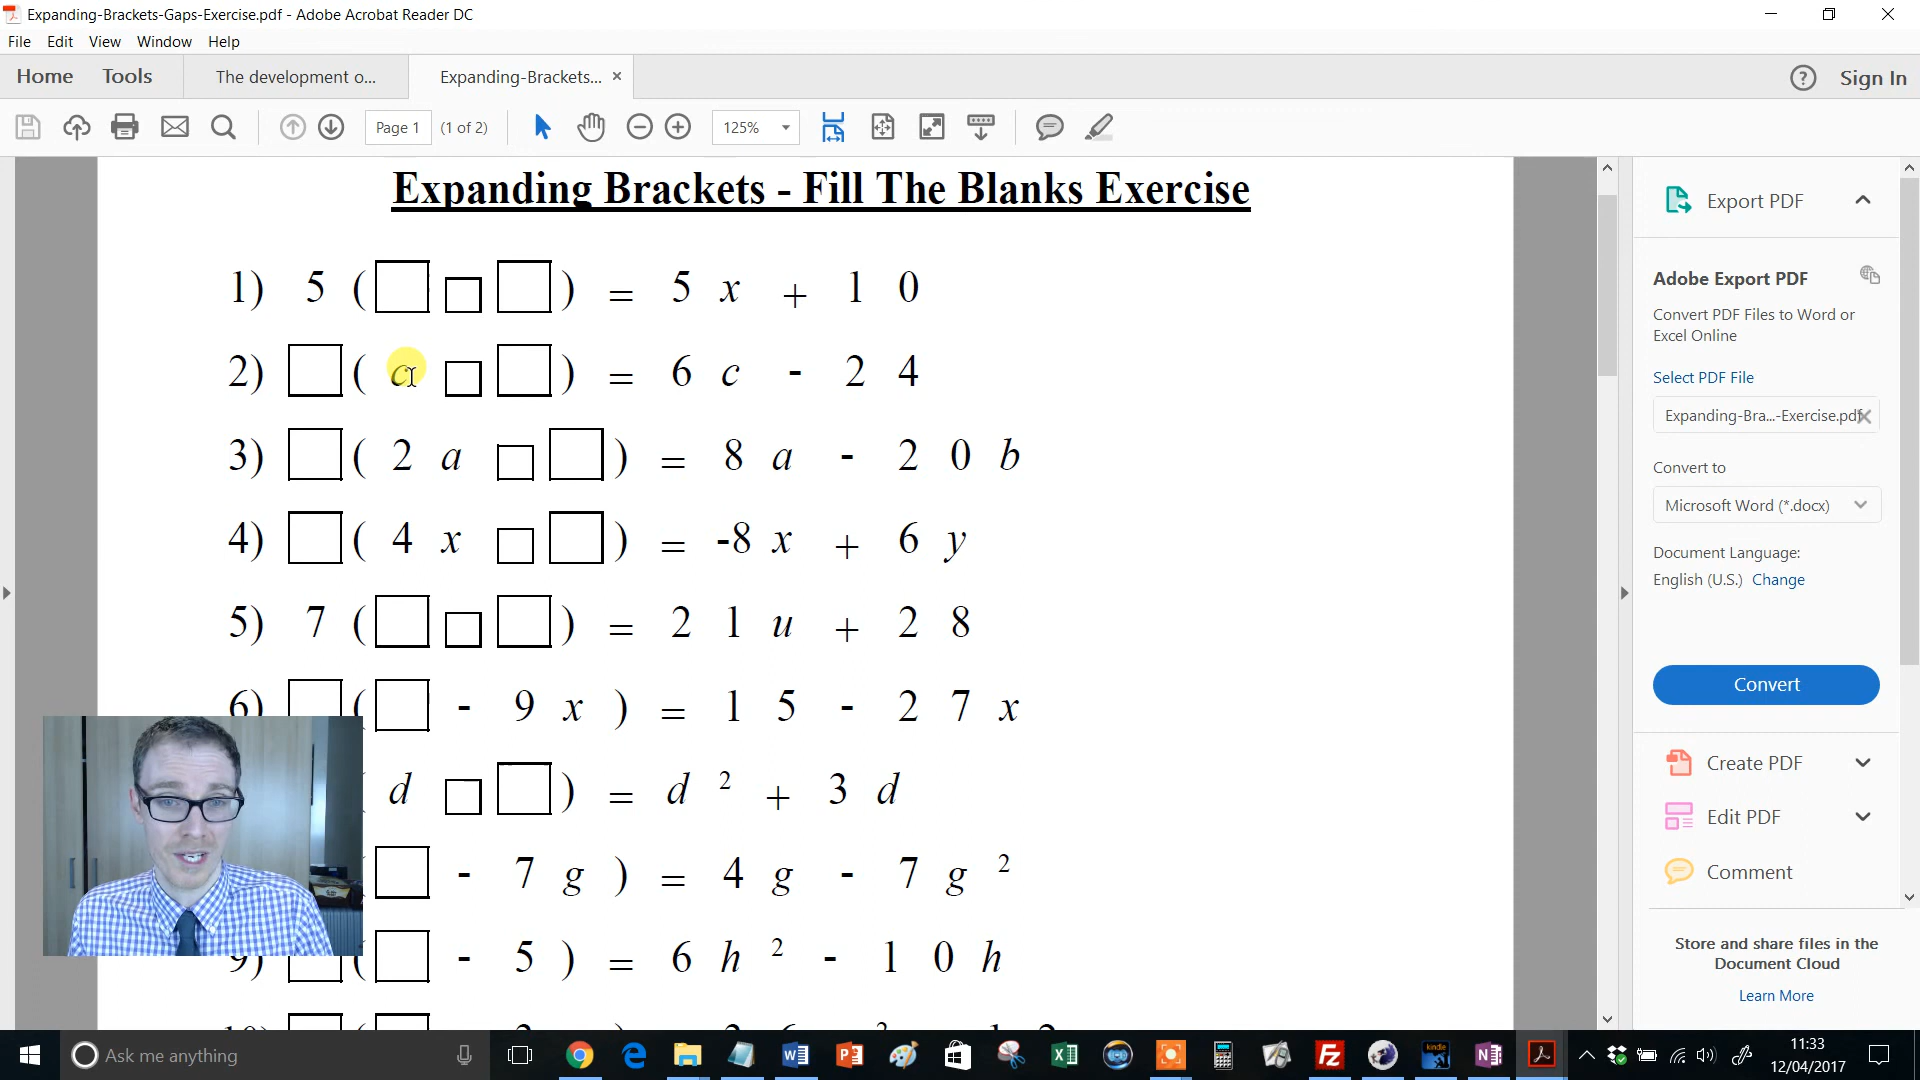 Expanding-Brackets-Gaps-Exercise.pdf - Adobe Acrobat Reader DC
File Edit View Window Help
Home Tools The development o... Expanding-Brackets... × Sign In
Page 1 (1 of 2) 125%
Expanding Brackets - Fill The Blanks Exercise
1) 5 (□ □ □) = 5 x + 1 0
2) □( c □ □) = 6 c - 2 4
3) □( 2 a □ □) = 8 a - 2 0 b
4) □( 4 x □ □) = -8 x + 6 y
5) 7 (□ □ □) = 2 1 u + 2 8
6) □(□ - 9 x ) = 1 5 - 2 7 x
d □ □) = d ² + 3 d
(□ - 7 g ) = 4 g - 7 g ²
9) □(□ - 5 ) = 6 h ² - 1 0 h
Export PDF
Adobe Export PDF
Convert PDF Files to Word or
Excel Online
Select PDF File
Expanding-Bra...-Exercise.pdf
Convert to
Microsoft Word (*.docx)
Document Language:
English (U.S.) Change
Convert
Create PDF
Edit PDF
Comment
Store and share files in the
Document Cloud
Learn More
Ask me anything
kindle
11:33
12/04/2017